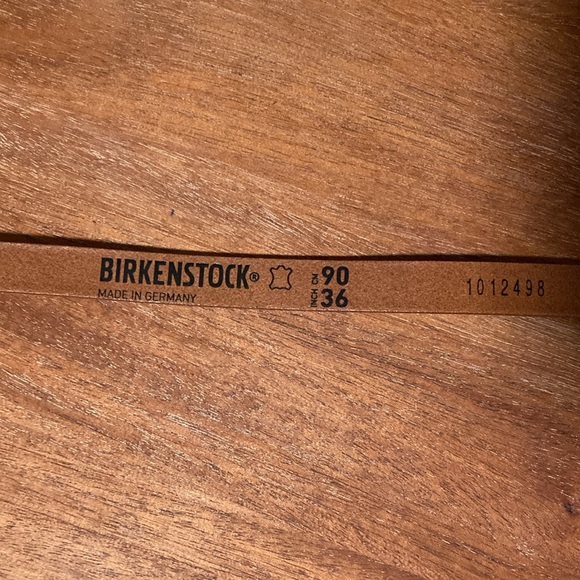 BIRKENSTOCK®
MADE IN GERMANY
CM 90
INCH 36
1012498